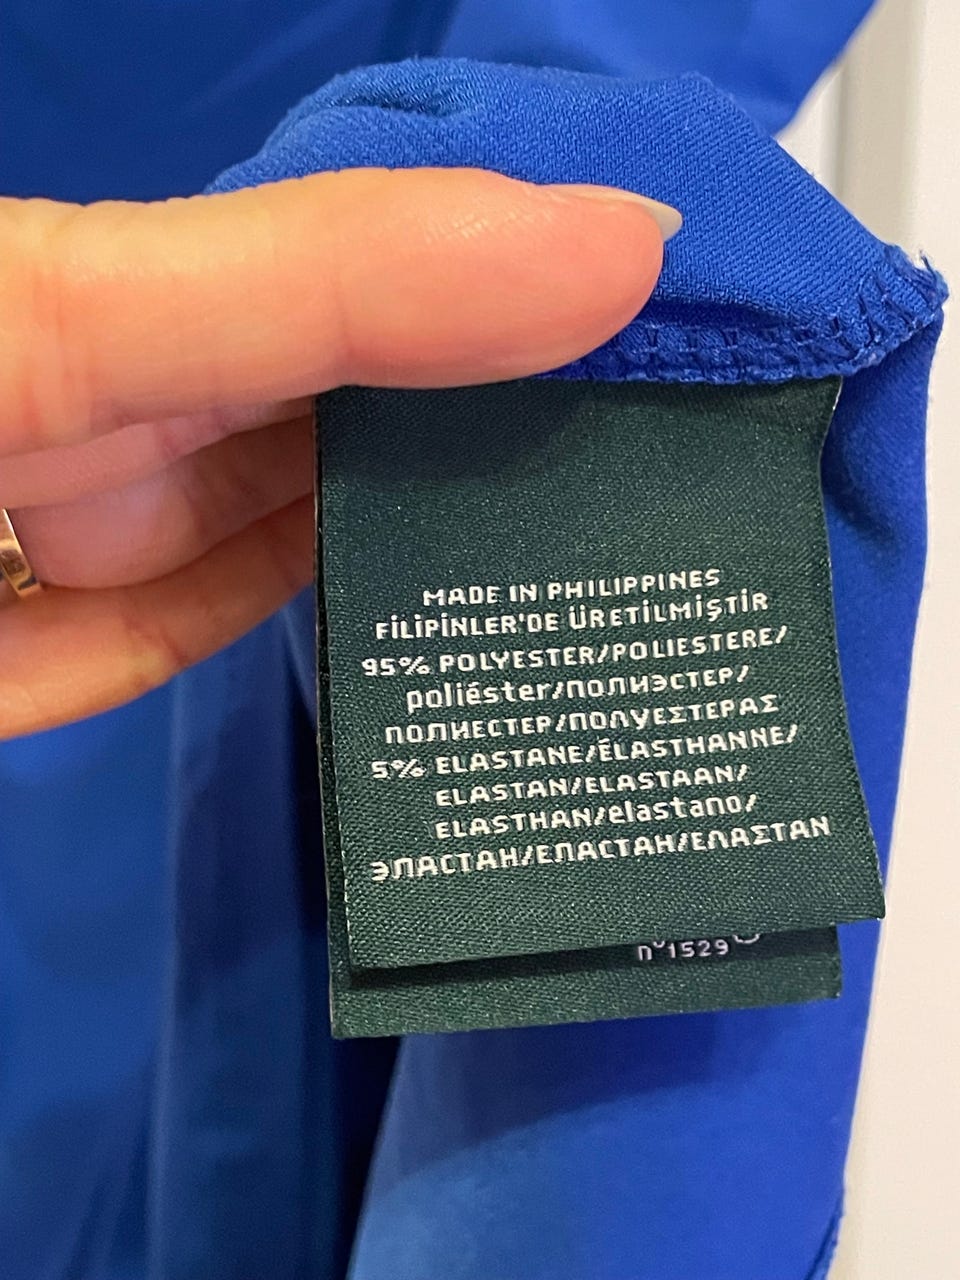 MADE IN PHILIPPINES
FİLİPİNLER'DE ÜRETİLMİŞTİR
95% POLYESTER/POLIESTERE/
poliéster/ПОЛИЭСТЕР/
ПОЛИЕСТЕР/ΠΟΛΥΕΣΤΕΡΑΣ
5% ELASTANE/ÉLASTHANNE/
ELASTAN/ELASTAAN/
ELASTHAN/elastano/
ЭЛАСТАН/ЕЛАСТАН/ΕΛΑΣΤΑΝ
n°1529